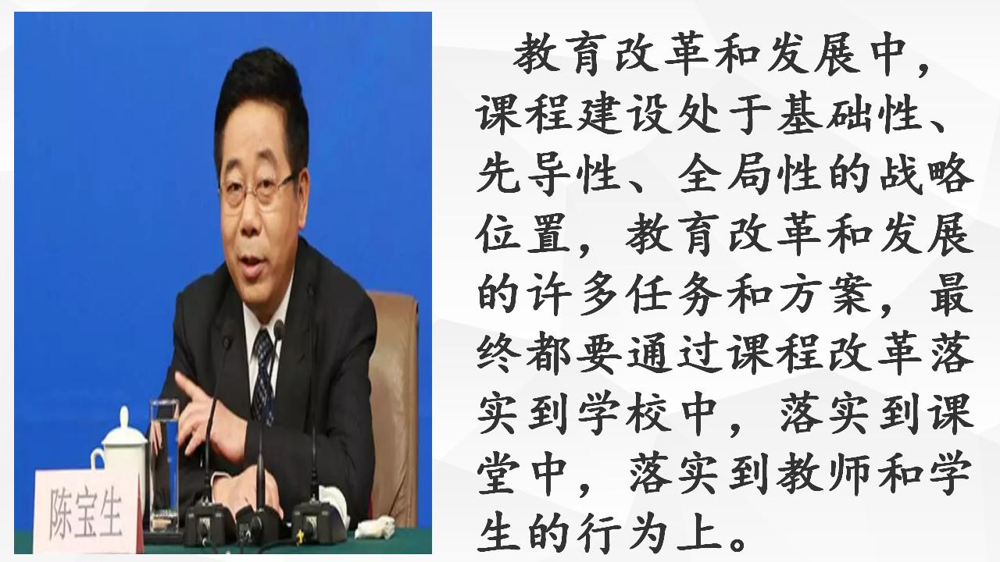 教育改革和发展中，
课程建设处于基础性、
先导性、全局性的战略
位置，教育改革和发展
的许多任务和方案，最
终都要通过课程改革落
实到学校中，落实到课
堂中，落实到教师和学
生的行为上。
陈宝生